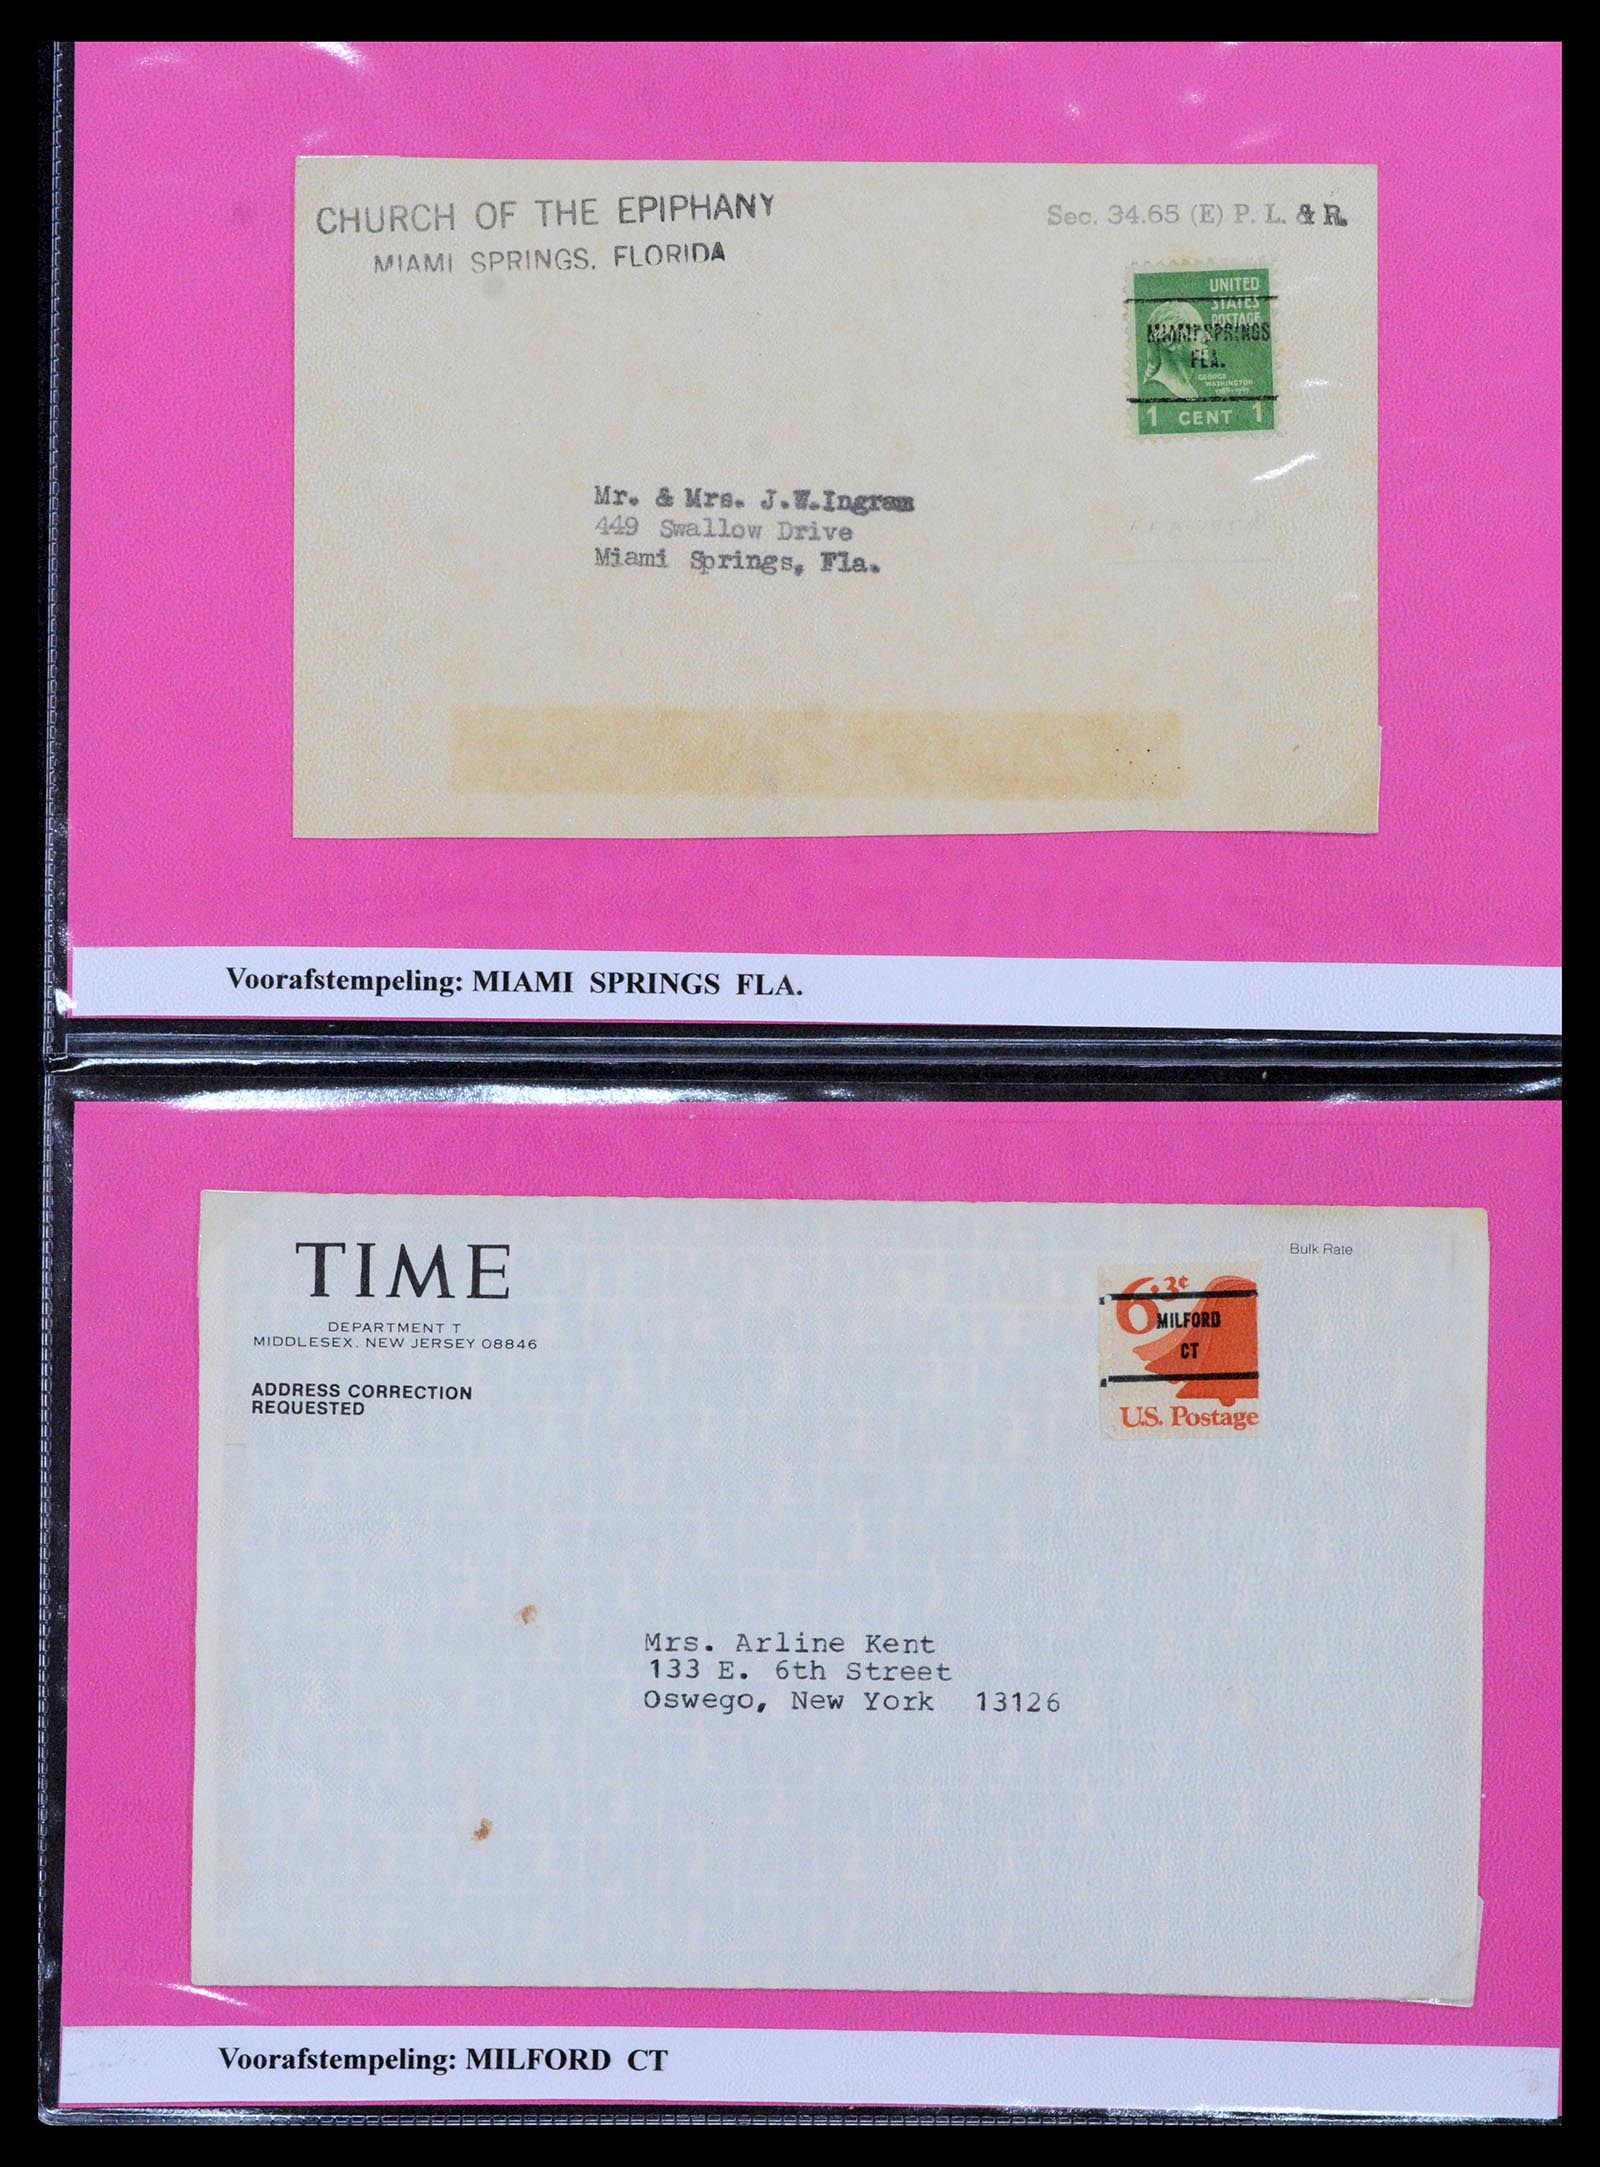 CHURCH OF THE EPIPHANY
MIAMI SPRINGS, FLORIDA
Sec. 34.65 (E) P. L. & R.
UNITED
STATES
POSTAGE
MIAMI SPRINGS
FLA.
GEORGE
WASHINGTON
1 CENT 1
Mr. & Mrs. J.W.Ingram
449 Swallow Drive
Miami Springs, Fla.
Voorafstempeling: MIAMI SPRINGS FLA.
TIME
DEPARTMENT T
MIDDLESEX, NEW JERSEY 08846
ADDRESS CORRECTION
REQUESTED
Bulk Rate
6.3¢
MILFORD
CT
U.S. Postage
Mrs. Arline Kent
133 E. 6th Street
Oswego, New York 13126
Voorafstempeling: MILFORD CT